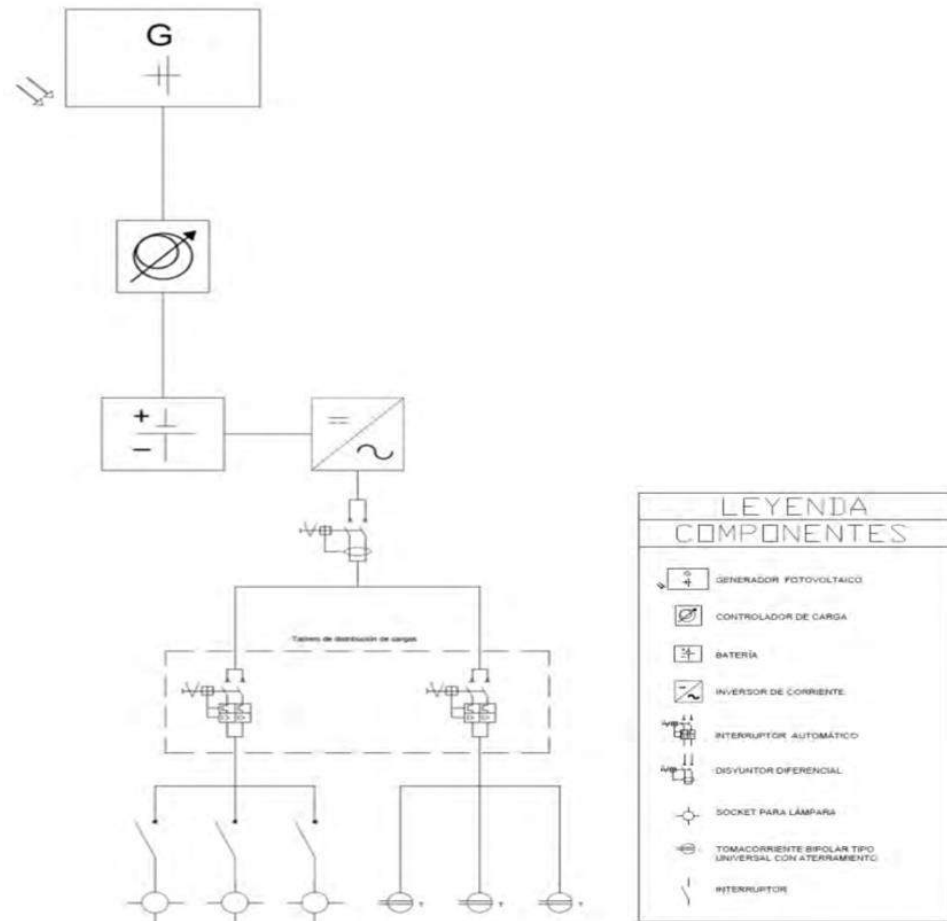 G
+
−
Tablero de distribución de cargas
LEYENDA
COMPONENTES
GENERADOR FOTOVOLTAICO
CONTROLADOR DE CARGA
BATERÍA
INVERSOR DE CORRIENTE
INTERRUPTOR AUTOMÁTICO
DISYUNTOR DIFERENCIAL
SOCKET PARA LÁMPARA
TOMACORRIENTE BIPOLAR TIPO
UNIVERSAL CON ATERRAMIENTO
INTERRUPTOR